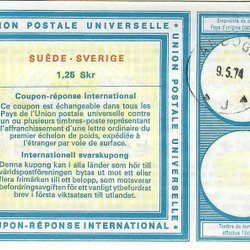 UNION POSTALE UNIVERSELLE
SUÈDE - SVERIGE
1,25 Skr
Coupon-réponse international
Ce coupon est échangeable dans tous les
Pays de l'Union postale universelle contre
un ou plusieurs timbres-poste représentant
l'affranchissement d'une lettre ordinaire du
premier échelon de poids, expédiée à
l'étranger par voie de surface.
Internationell svarskupong
Denna kupong kan i alla länder som hör till
världspostföreningen bytas ut mot ett eller
flera frimärken till ett belopp, som motsvarar
befordringsavgiften för ett vanligt ytbefordrat
brev i första viktsatsen till utlandet.
COUPON-RÉPONSE INTERNATIONAL
UNION POSTALE UNIVERSELLE
Empreinte de
9.5.74